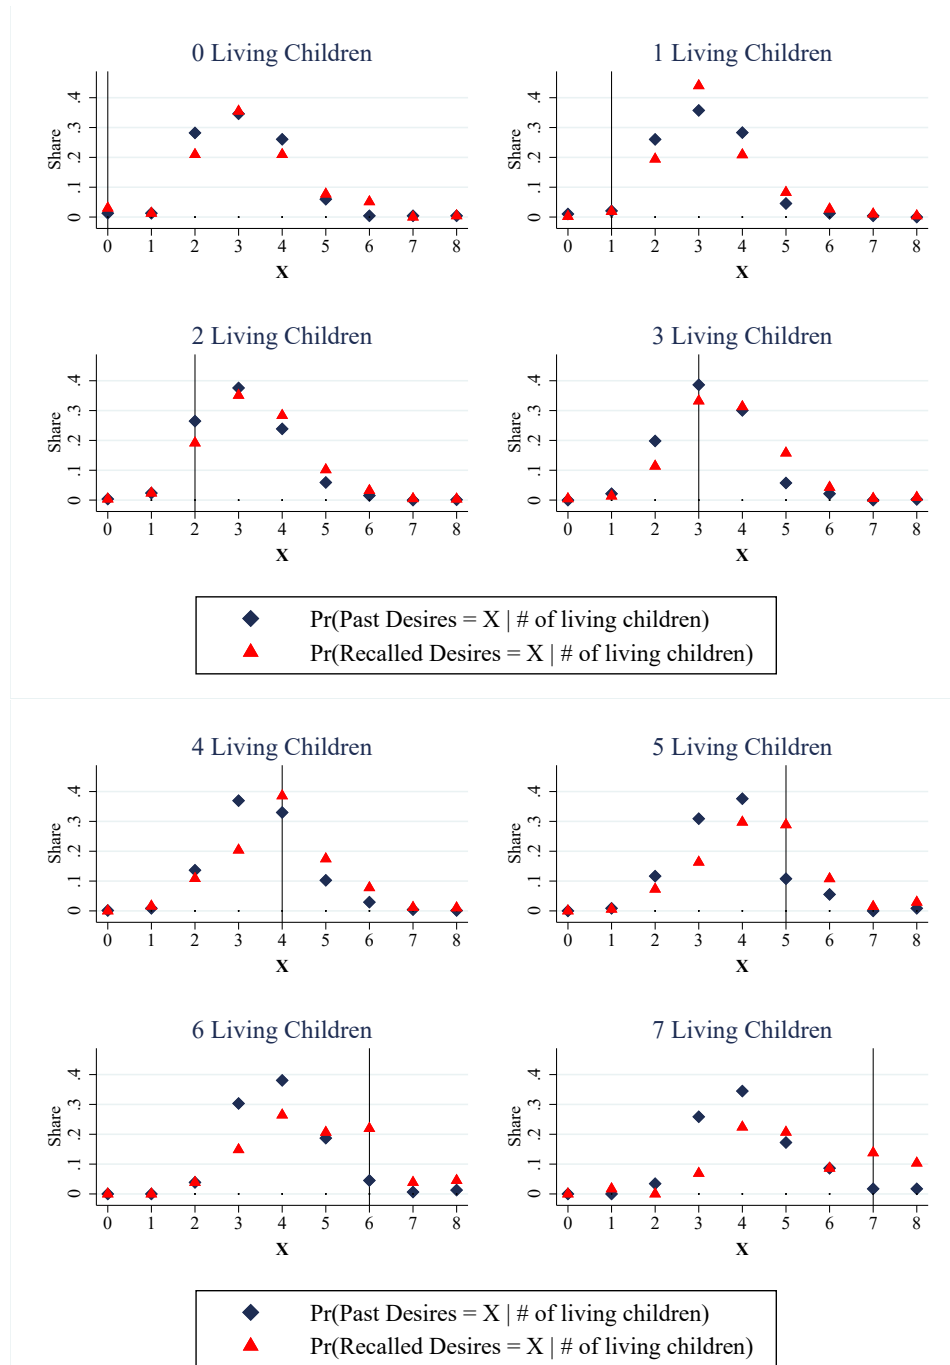 0 Living Children
Share
0 .1 .2 .3 .4
0 1 2 3 4 5 6 7 8
X
1 Living Children
Share
0 .1 .2 .3 .4
0 1 2 3 4 5 6 7 8
X
2 Living Children
Share
0 .1 .2 .3 .4
0 1 2 3 4 5 6 7 8
X
3 Living Children
Share
0 .1 .2 .3 .4
0 1 2 3 4 5 6 7 8
X
Pr(Past Desires = X | # of living children)
Pr(Recalled Desires = X | # of living children)
4 Living Children
Share
0 .1 .2 .3 .4
0 1 2 3 4 5 6 7 8
X
5 Living Children
Share
0 .1 .2 .3 .4
0 1 2 3 4 5 6 7 8
X
6 Living Children
Share
0 .1 .2 .3 .4
0 1 2 3 4 5 6 7 8
X
7 Living Children
Share
0 .1 .2 .3 .4
0 1 2 3 4 5 6 7 8
X
Pr(Past Desires = X | # of living children)
Pr(Recalled Desires = X | # of living children)